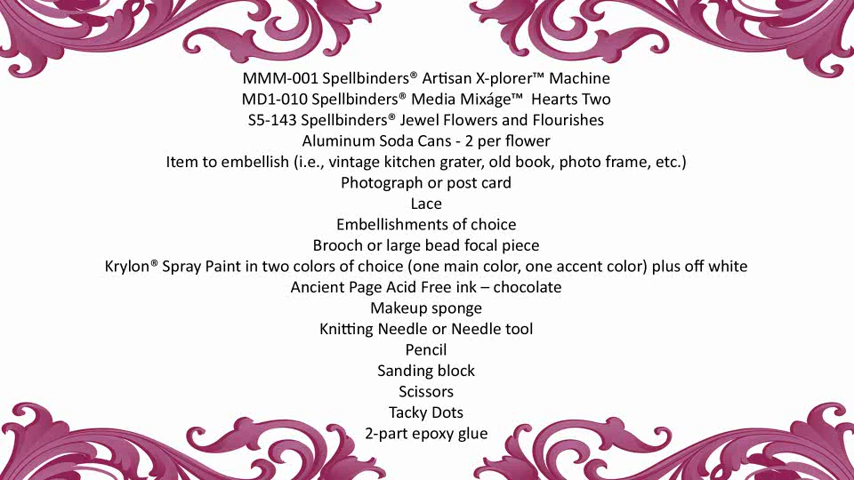 MMM-001 Spellbinders® Artisan X-plorer™ Machine
MD1-010 Spellbinders® Media Mixáge™  Hearts Two
S5-143 Spellbinders® Jewel Flowers and Flourishes
Aluminum Soda Cans - 2 per flower
Item to embellish (i.e., vintage kitchen grater, old book, photo frame, etc.)
Photograph or post card
Lace
Embellishments of choice
Brooch or large bead focal piece
Krylon® Spray Paint in two colors of choice (one main color, one accent color) plus off white
Ancient Page Acid Free ink – chocolate
Makeup sponge
Knitting Needle or Needle tool
Pencil
Sanding block
Scissors
Tacky Dots
2-part epoxy glue